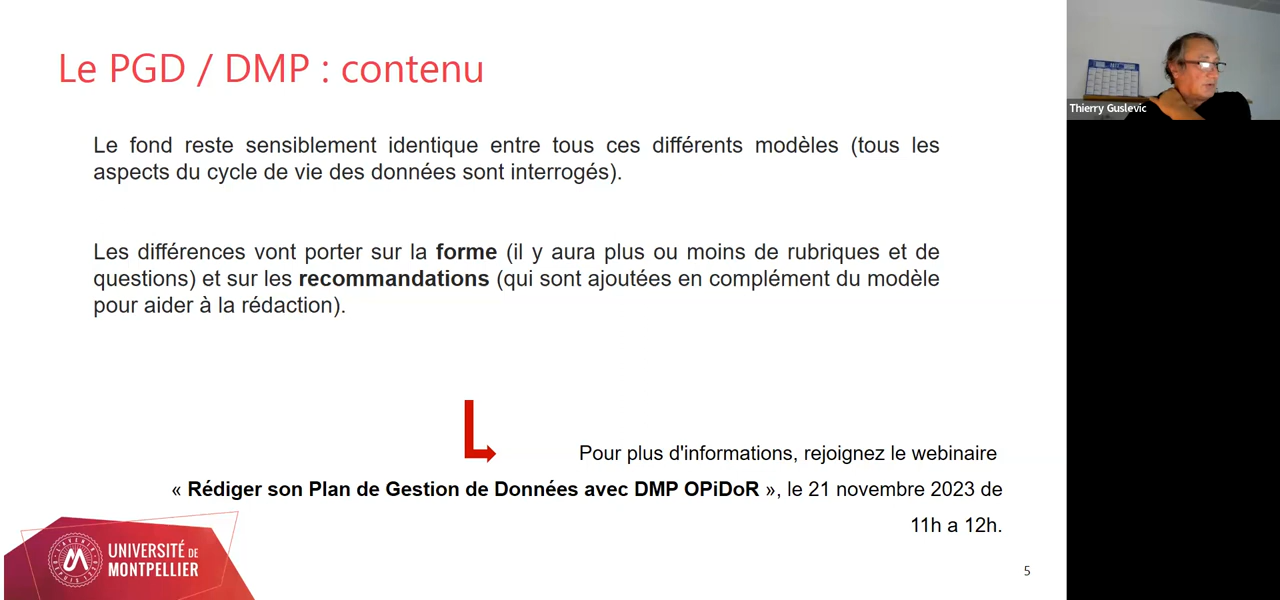 Le PGD / DMP : contenu
Thierry Guslevic
Le fond reste sensiblement identique entre tous ces différents modèles (tous les
aspects du cycle de vie des données sont interrogés).
Les différences vont porter sur la forme (il y aura plus ou moins de rubriques et de
questions) et sur les recommandations (qui sont ajoutées en complément du modèle
pour aider à la rédaction).
Pour plus d'informations, rejoignez le webinaire
« Rédiger son Plan de Gestion de Données avec DMP OPiDoR », le 21 novembre 2023 de
11h a 12h.
UNIVERSITÉ DE
MONTPELLIER
5